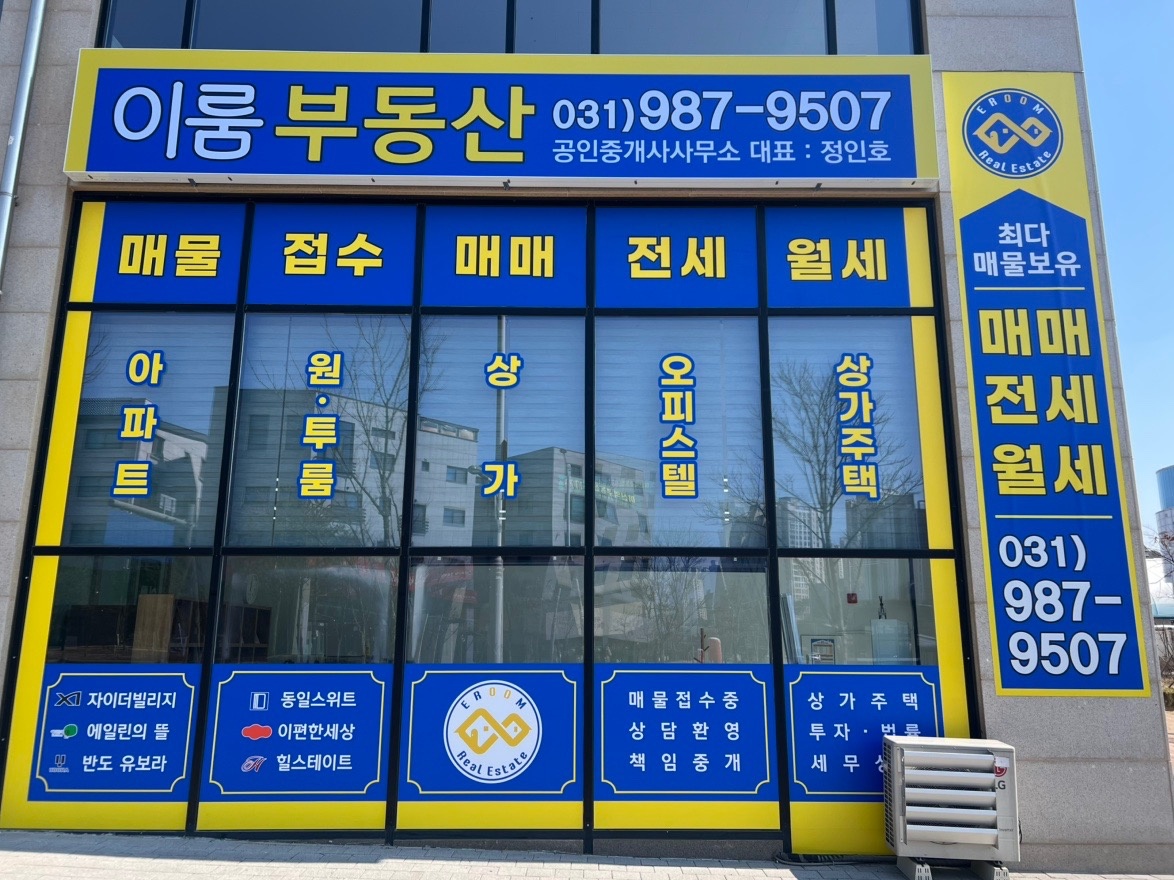 이룸 부동산 031)987-9507
공인중개사사무소 대표 : 정인호
매물 접수 매매 전세 월세
아파트
원·투룸
상가
오피스텔
상가주택
XI 자이더빌리지
에일린의 뜰
반도 유보라
동일스위트
이편한세상
힐스테이트
EROOM
Real Estate
매물접수중
상담환영
책임중개
상가주택
투자·법률
세무상
EROOM
Real Estate
최다
매물보유
매매
전세
월세
031)
987-
9507
LG